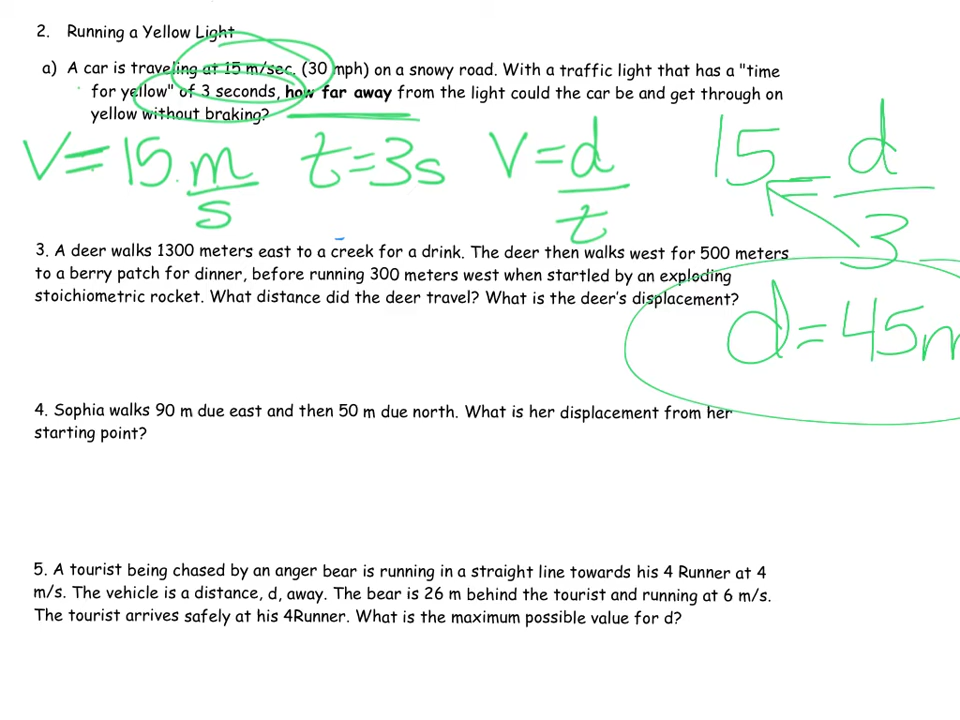 2. Running a Yellow Light
a) A car is traveling at 15 m/sec. (30 mph) on a snowy road. With a traffic light that has a "time
for yellow" of 3 seconds, how far away from the light could the car be and get through on
yellow without braking?
V = 15 m/s t = 3s V = d/t 15 = d/3
3. A deer walks 1300 meters east to a creek for a drink. The deer then walks west for 500 meters
to a berry patch for dinner, before running 300 meters west when startled by an exploding
stoichiometric rocket. What distance did the deer travel? What is the deer's displacement?
d = 45m
4. Sophia walks 90 m due east and then 50 m due north. What is her displacement from her
starting point?
5. A tourist being chased by an anger bear is running in a straight line towards his 4 Runner at 4
m/s. The vehicle is a distance, d, away. The bear is 26 m behind the tourist and running at 6 m/s.
The tourist arrives safely at his 4Runner. What is the maximum possible value for d?